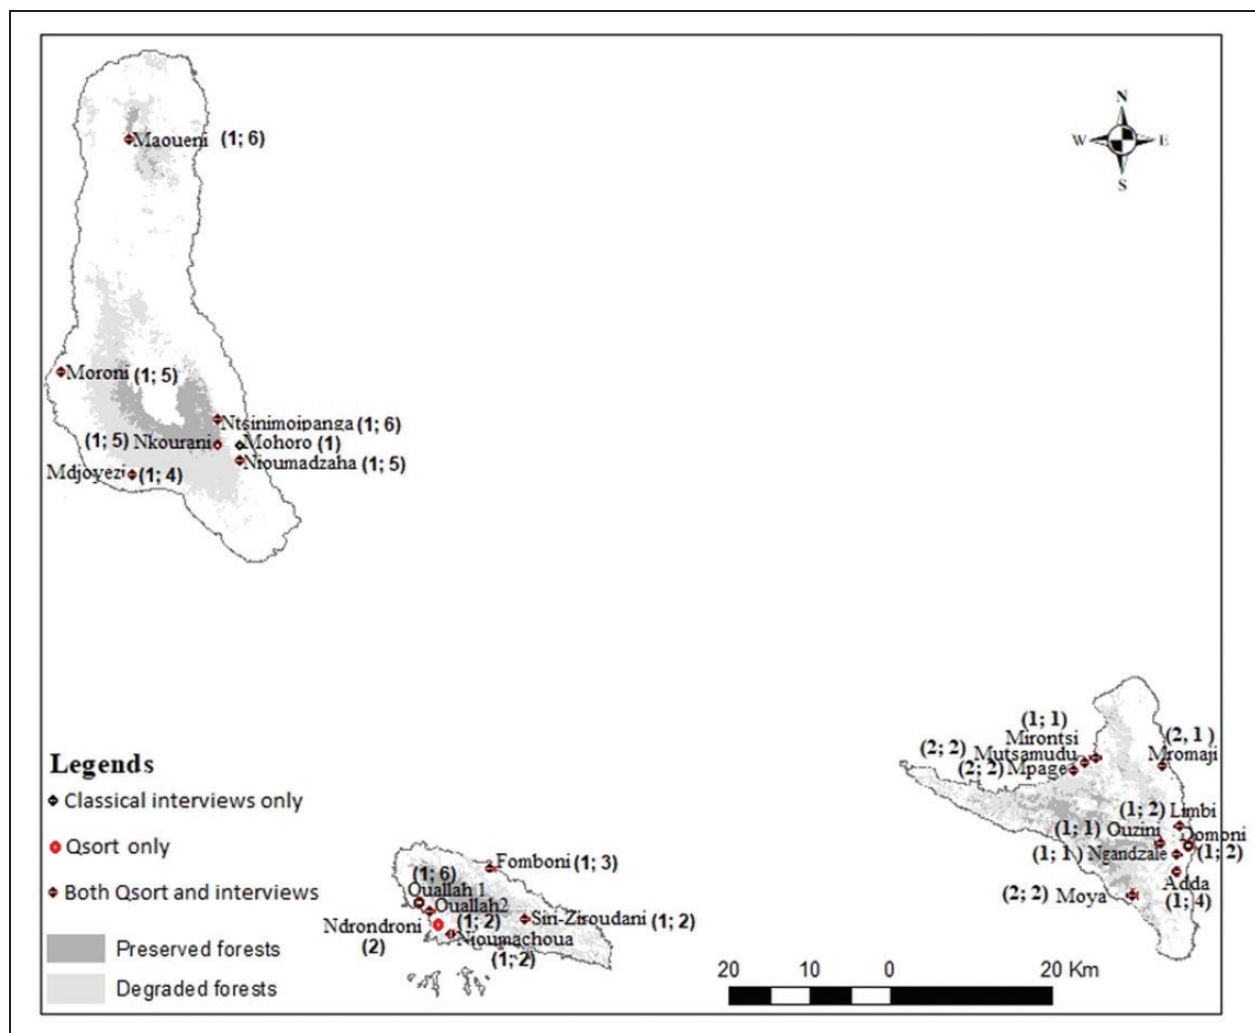 N
W E
S
Maoueni (1; 6)
Moroni (1; 5)
Ntsinimoipanga (1; 6)
(1; 5) Nkourani
Mohoro (1)
Nioumadzaha (1; 5)
Mdjoyezi (1; 4)
(1; 1)
Mirontsi
(2; 2) Mutsamudu
(2; 2) Mpage
(2, 1 )
Mromaji
(1; 2) Limbi
(1; 1) Ouzini
Domoni
(1; 1 ) Ngandzale
(1; 2)
Adda
(1; 4)
(2; 2) Moya
Legends
Classical interviews only
Qsort only
Both Qsort and interviews
Preserved forests
Degraded forests
Fomboni (1; 3)
(1; 6)
Quallah 1
Ouallah2
(1; 2)
Siri-Ziroudani (1; 2)
Ndrondroni
(2)
Nioumachoua
(1; 2)
20 10 0 20 Km